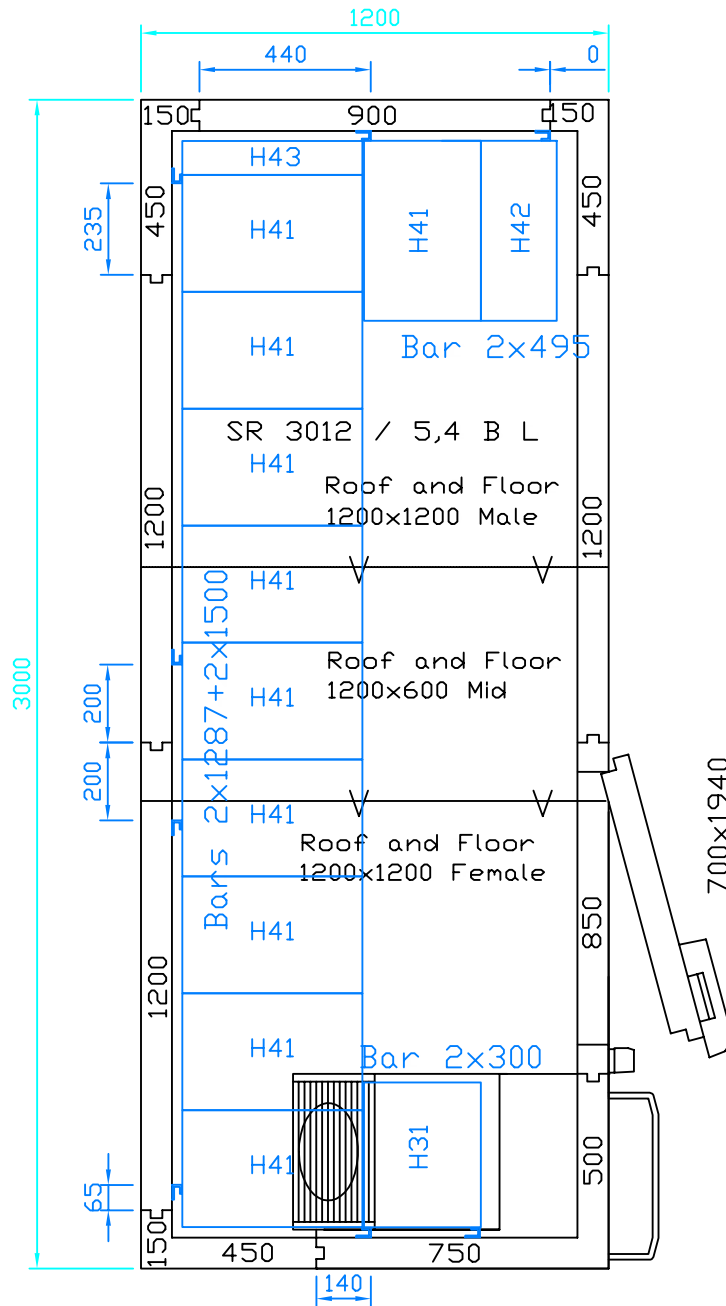 1200
440
0
150
900
150
H43
450
235
H41
H41
H42
450
H41
Bar 2x495
SR 3012 / 5,4 B L
H41
Roof and Floor
1200x1200 Male
1200
1200
H41
Bars 2x1287+2x1500
3000
200
Roof and Floor
1200x600 Mid
H41
200
700x1940
H41
Roof and Floor
1200x1200 Female
H41
850
1200
H41
Bar 2x300
H31
H41
500
65
150
450
750
140